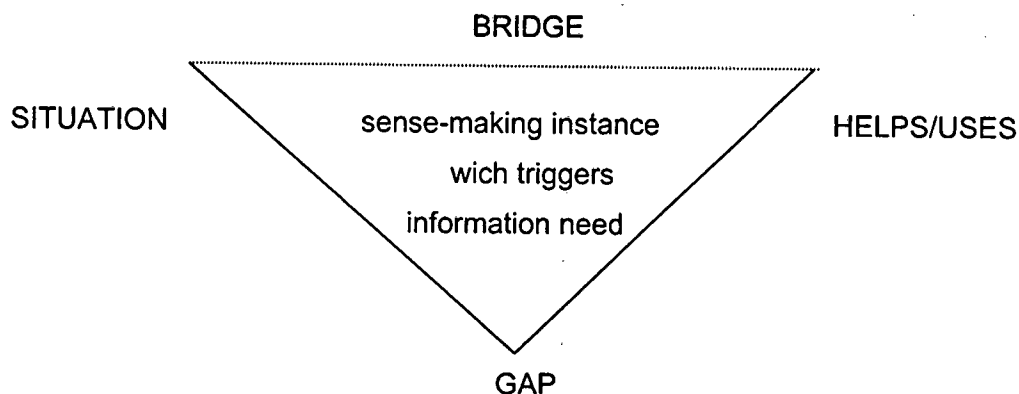 BRIDGE
SITUATION
sense-making instance
HELPS/USES
wich triggers
information need
GAP